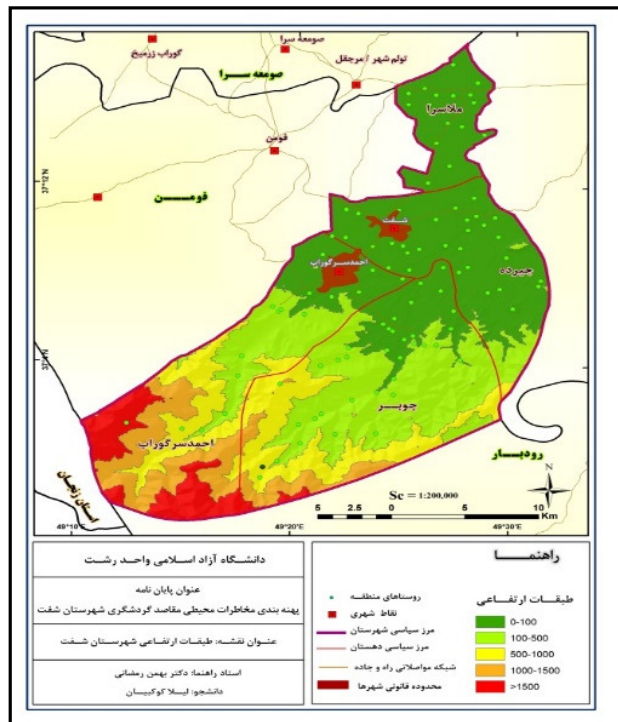 گوراب زرمیخ
صومعه سرا
تولم شهر / مرجقل
صومعه سرا
ملاسرا
فومن
37°12'N
فومن
شفت
احمدسرگوراب
جیرده
چوبر
احمدسرگوراب
رودبار
استان زنجان
N
Sc = 1:200,000
5 2.5 0 5 10
Km
49°10'E
49°20'E
49°30'E
دانشگاه آزاد اسلامی واحد رشت
عنوان پایان نامه
پهنه بندی مخاطرات محیطی مقاصد گردشگری شهرستان شفت
عنوان نقشه: طبقات ارتفاعی شهرستان شفت
استاد راهنما: دکتر بهمن رمضانی
دانشجو: لیلا کوکبیان
راهنما
روستاهای منطقه
نقاط شهری
مرز سیاسی شهرستان
مرز سیاسی دهستان
شبکه مواصلاتی راه و جاده
محدوده قانونی شهرها
طبقات ارتفاعی
0-100
100-500
500-1000
1000-1500
>1500